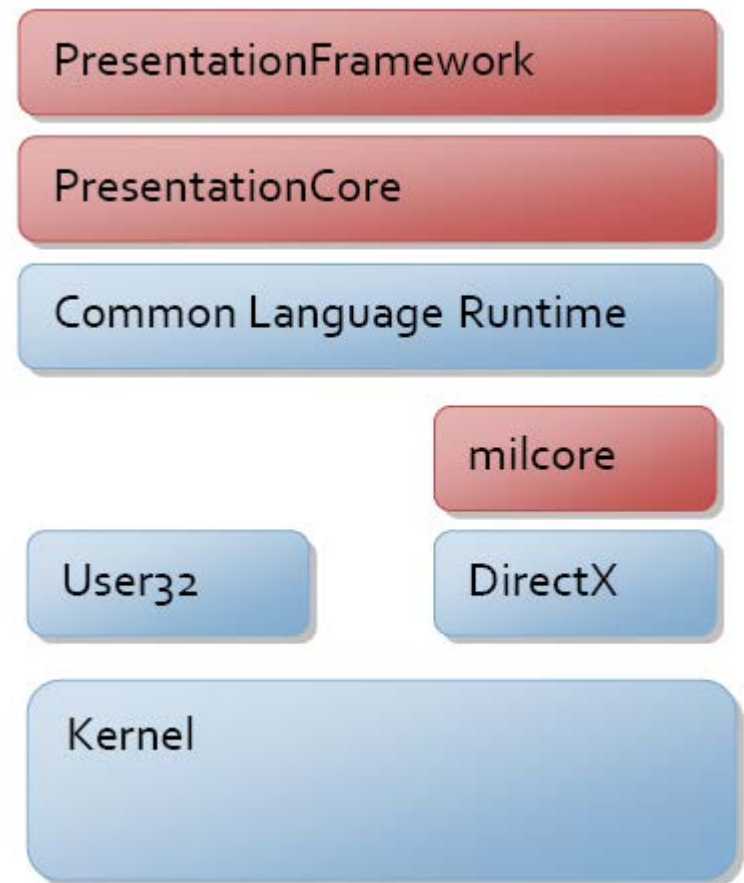 PresentationFramework
PresentationCore
Common Language Runtime
milcore
User32
DirectX
Kernel